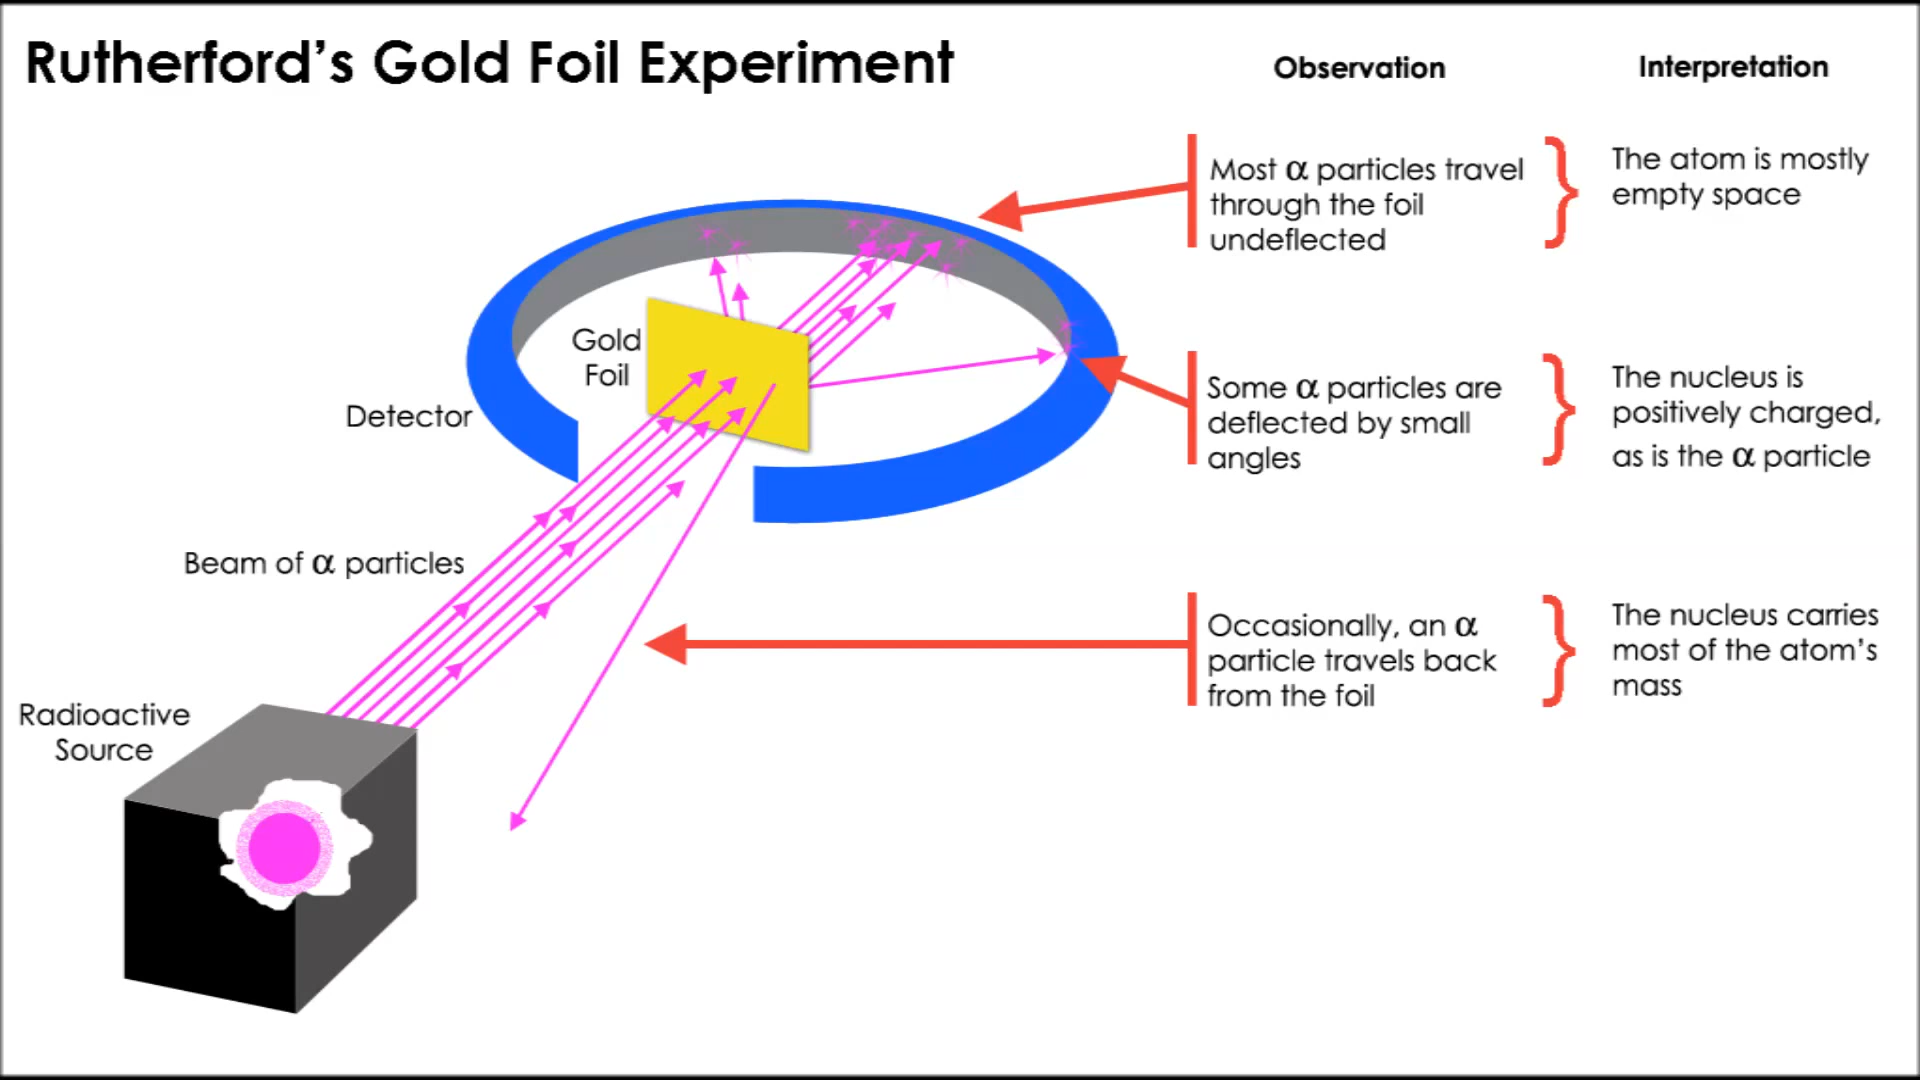 Rutherford's Gold Foil Experiment
Observation
Interpretation
Most α particles travel
through the foil
undeflected
The atom is mostly
empty space
Gold
Foil
Detector
Some α particles are
deflected by small
angles
The nucleus is
positively charged,
as is the α particle
Beam of α particles
Occasionally, an α
particle travels back
from the foil
The nucleus carries
most of the atom's
mass
Radioactive
Source